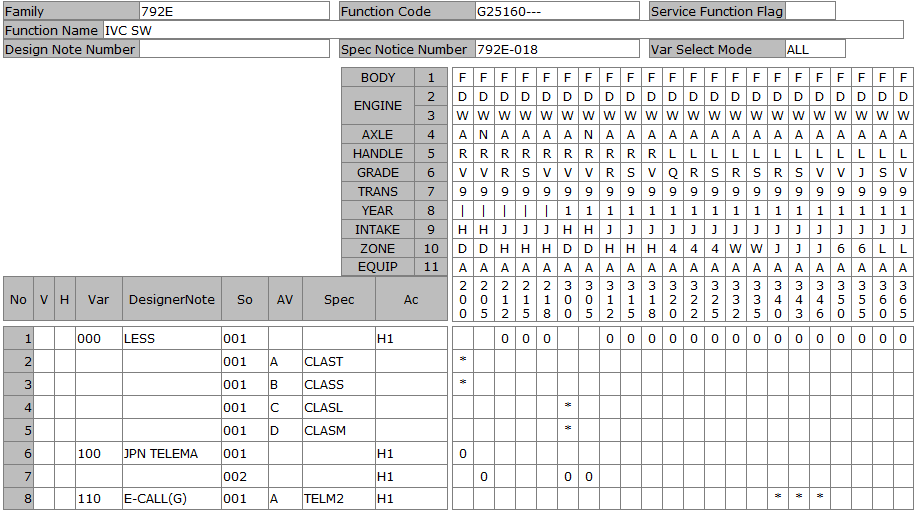 Family 792E Function Code G25160--- Service Function Flag
Function Name IVC SW
Design Note Number Spec Notice Number 792E-018 Var Select Mode ALL
BODY 1 F F F F F F F F F F F F F F F F F F F F F F
ENGINE 2 D D D D D D D D D D D D D D D D D D D D D D
3 W W W W W W W W W W W W W W W W W W W W W W
AXLE 4 A N A A A A N A A A A A A A A A A A A A A A
HANDLE 5 R R R R R R R R R R L L L L L L L L L L L L
GRADE 6 V V R S V V V R S V Q R S R S R S V V J S V
TRANS 7 9 9 9 9 9 9 9 9 9 9 9 9 9 9 9 9 9 9 9 9 9 9
YEAR 8 | | | | | 1 1 1 1 1 1 1 1 1 1 1 1 1 1 1 1 1
INTAKE 9 H H J J J H H J J J J J J J J J J J J J J J
ZONE 10 D D H H H D D H H H 4 4 4 W W J J J 6 6 L L
EQUIP 11 A A A A A A A A A A A A A A A A A A A A A A
No V H Var DesignerNote So AV Spec Ac 200 205 212 215 218 300 305 312 315 318 320 322 325 332 335 340 343 346 350 355 360 365
1 000 LESS 001 H1 0 0 0 0 0 0 0 0 0 0 0 0 0 0 0 0 0 0
2 001 A CLAST *
3 001 B CLASS *
4 001 C CLASL *
5 001 D CLASM *
6 100 JPN TELEMA 001 H1 0
7 002 H1 0 0 0
8 110 E-CALL(G) 001 A TELM2 H1 * * *